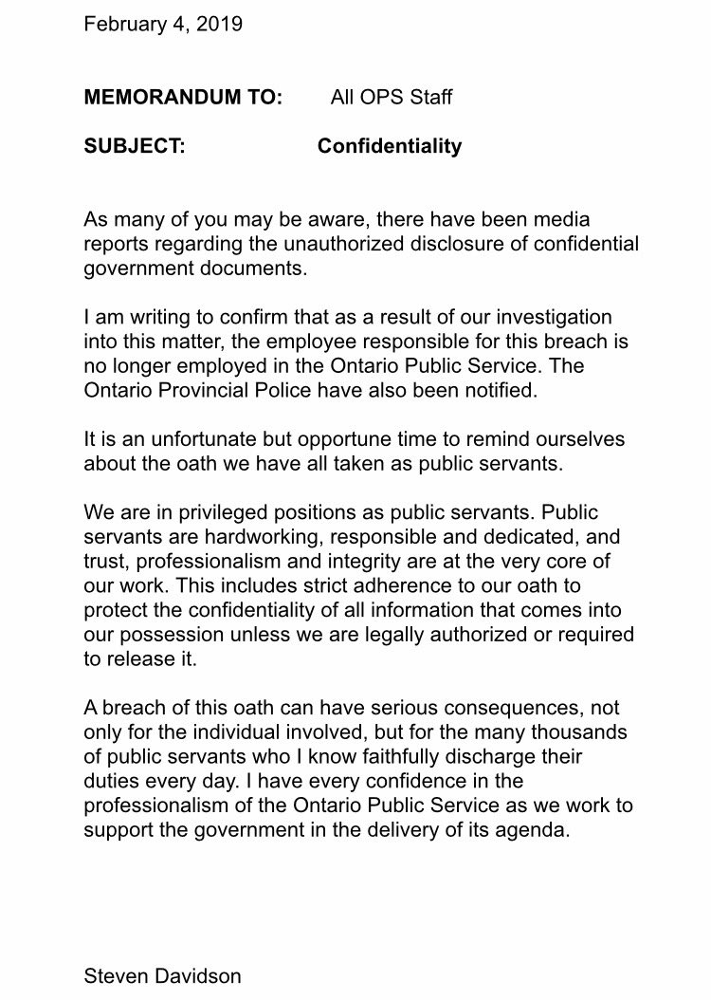 February 4, 2019
MEMORANDUM TO: All OPS Staff
SUBJECT: Confidentiality
As many of you may be aware, there have been media
reports regarding the unauthorized disclosure of confidential
government documents.
I am writing to confirm that as a result of our investigation
into this matter, the employee responsible for this breach is
no longer employed in the Ontario Public Service. The
Ontario Provincial Police have also been notified.
It is an unfortunate but opportune time to remind ourselves
about the oath we have all taken as public servants.
We are in privileged positions as public servants. Public
servants are hardworking, responsible and dedicated, and
trust, professionalism and integrity are at the very core of
our work. This includes strict adherence to our oath to
protect the confidentiality of all information that comes into
our possession unless we are legally authorized or required
to release it.
A breach of this oath can have serious consequences, not
only for the individual involved, but for the many thousands
of public servants who I know faithfully discharge their
duties every day. I have every confidence in the
professionalism of the Ontario Public Service as we work to
support the government in the delivery of its agenda.
Steven Davidson